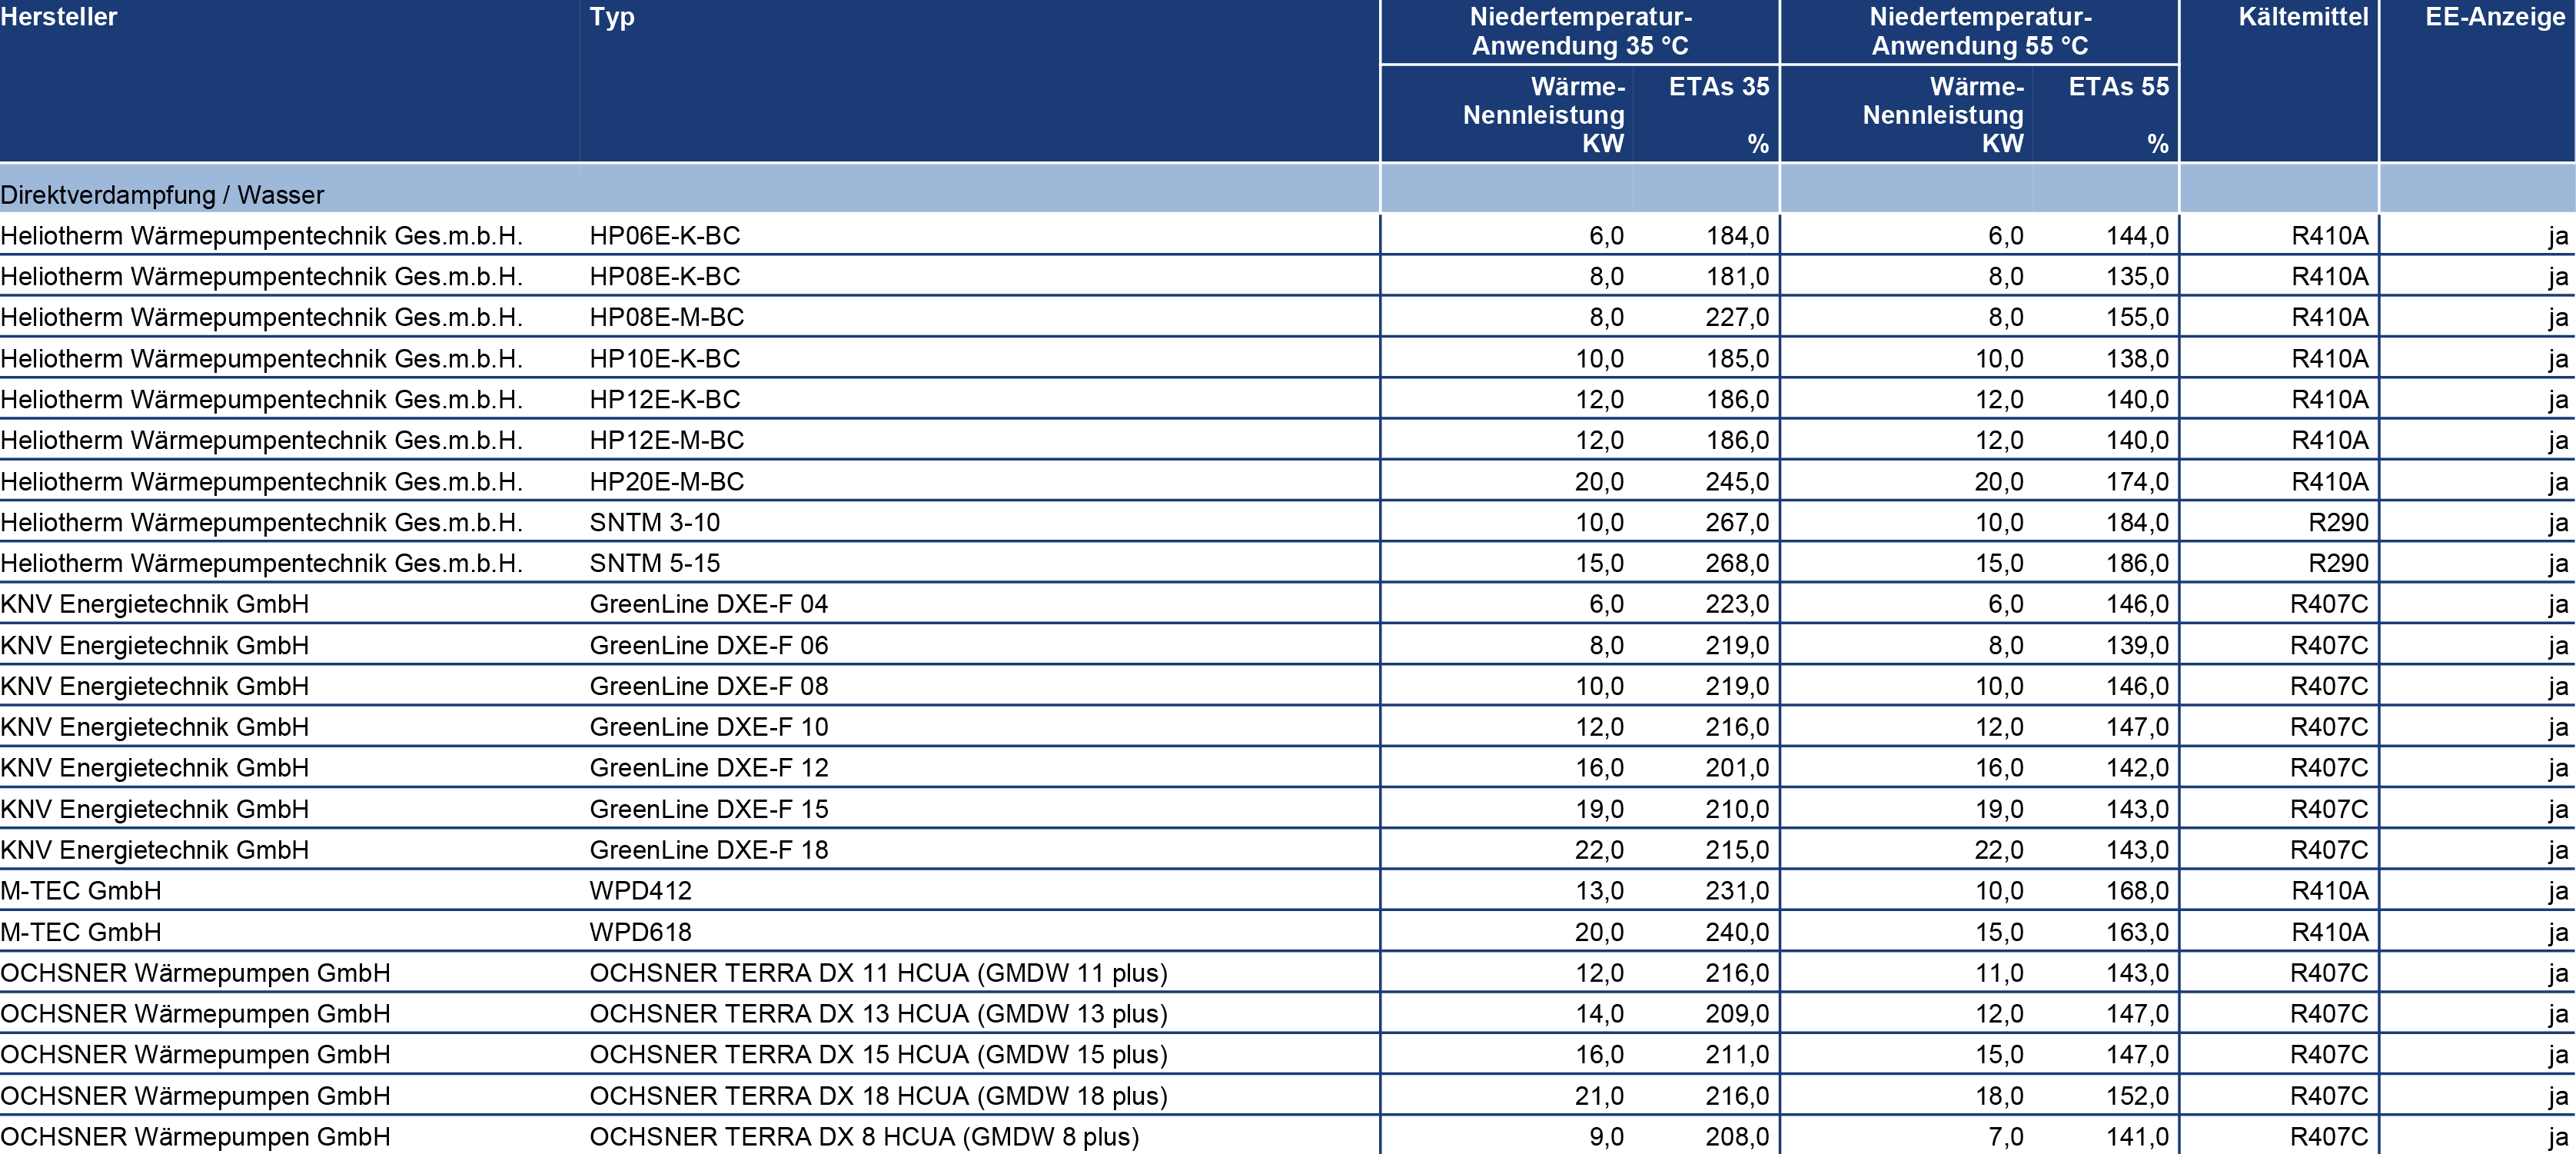 Hersteller Typ Niedertemperatur- Niedertemperatur- Kältemittel EE-Anzeige
Anwendung 35 °C Anwendung 55 °C
Wärme- ETAs 35 Wärme- ETAs 55
Nennleistung Nennleistung
KW % KW %
Direktverdampfung / Wasser
Heliotherm Wärmepumpentechnik Ges.m.b.H. HP06E-K-BC 6,0 184,0 6,0 144,0 R410A ja
Heliotherm Wärmepumpentechnik Ges.m.b.H. HP08E-K-BC 8,0 181,0 8,0 135,0 R410A ja
Heliotherm Wärmepumpentechnik Ges.m.b.H. HP08E-M-BC 8,0 227,0 8,0 155,0 R410A ja
Heliotherm Wärmepumpentechnik Ges.m.b.H. HP10E-K-BC 10,0 185,0 10,0 138,0 R410A ja
Heliotherm Wärmepumpentechnik Ges.m.b.H. HP12E-K-BC 12,0 186,0 12,0 140,0 R410A ja
Heliotherm Wärmepumpentechnik Ges.m.b.H. HP12E-M-BC 12,0 186,0 12,0 140,0 R410A ja
Heliotherm Wärmepumpentechnik Ges.m.b.H. HP20E-M-BC 20,0 245,0 20,0 174,0 R410A ja
Heliotherm Wärmepumpentechnik Ges.m.b.H. SNTM 3-10 10,0 267,0 10,0 184,0 R290 ja
Heliotherm Wärmepumpentechnik Ges.m.b.H. SNTM 5-15 15,0 268,0 15,0 186,0 R290 ja
KNV Energietechnik GmbH GreenLine DXE-F 04 6,0 223,0 6,0 146,0 R407C ja
KNV Energietechnik GmbH GreenLine DXE-F 06 8,0 219,0 8,0 139,0 R407C ja
KNV Energietechnik GmbH GreenLine DXE-F 08 10,0 219,0 10,0 146,0 R407C ja
KNV Energietechnik GmbH GreenLine DXE-F 10 12,0 216,0 12,0 147,0 R407C ja
KNV Energietechnik GmbH GreenLine DXE-F 12 16,0 201,0 16,0 142,0 R407C ja
KNV Energietechnik GmbH GreenLine DXE-F 15 19,0 210,0 19,0 143,0 R407C ja
KNV Energietechnik GmbH GreenLine DXE-F 18 22,0 215,0 22,0 143,0 R407C ja
M-TEC GmbH WPD412 13,0 231,0 10,0 168,0 R410A ja
M-TEC GmbH WPD618 20,0 240,0 15,0 163,0 R410A ja
OCHSNER Wärmepumpen GmbH OCHSNER TERRA DX 11 HCUA (GMDW 11 plus) 12,0 216,0 11,0 143,0 R407C ja
OCHSNER Wärmepumpen GmbH OCHSNER TERRA DX 13 HCUA (GMDW 13 plus) 14,0 209,0 12,0 147,0 R407C ja
OCHSNER Wärmepumpen GmbH OCHSNER TERRA DX 15 HCUA (GMDW 15 plus) 16,0 211,0 15,0 147,0 R407C ja
OCHSNER Wärmepumpen GmbH OCHSNER TERRA DX 18 HCUA (GMDW 18 plus) 21,0 216,0 18,0 152,0 R407C ja
OCHSNER Wärmepumpen GmbH OCHSNER TERRA DX 8 HCUA (GMDW 8 plus) 9,0 208,0 7,0 141,0 R407C ja